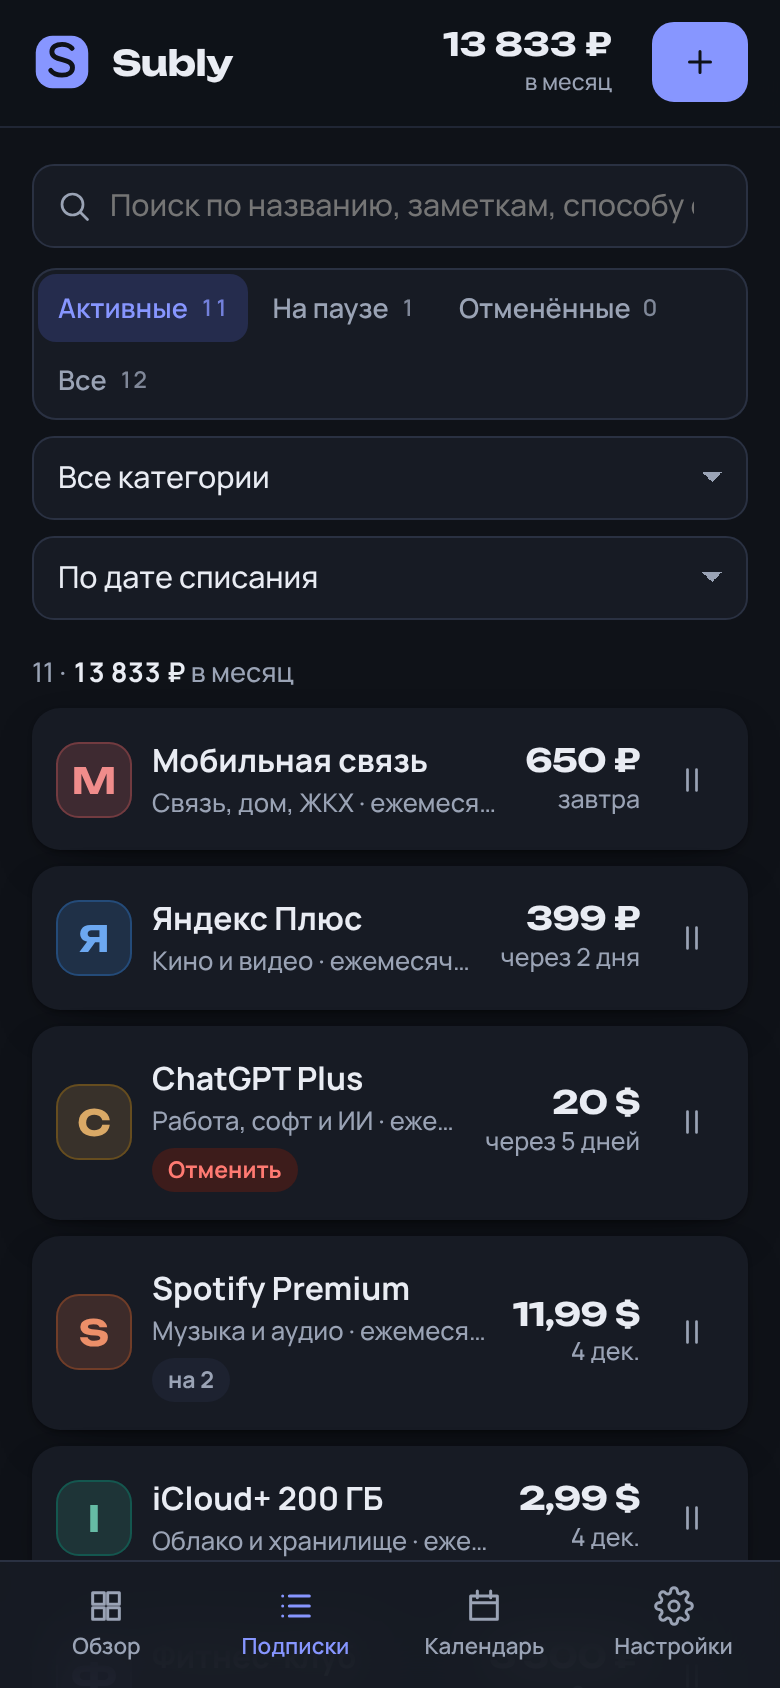 S Subly
13 833 ₽
в месяц
Поиск по названию, заметкам, способу
Активные 11 На паузе 1 Отменённые 0
Все 12
Все категории
По дате списания
11 · 13 833 ₽ в месяц
М
Мобильная связь
650 ₽
Связь, дом, ЖКХ · ежемеся...
завтра
Я
Яндекс Плюс
399 ₽
Кино и видео · ежемесяч...
через 2 дня
C
ChatGPT Plus
20 $
Работа, софт и ИИ · еже...
через 5 дней
Отменить
S
Spotify Premium
11,99 $
Музыка и аудио · ежемеся...
4 дек.
на 2
I
iCloud+ 200 ГБ
2,99 $
Облако и хранилище · еже...
4 дек.
Обзор Подписки Календарь Настройки